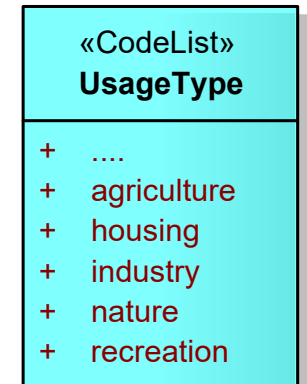 «CodeList»
UsageType
+ ....
+ agriculture
+ housing
+ industry
+ nature
+ recreation